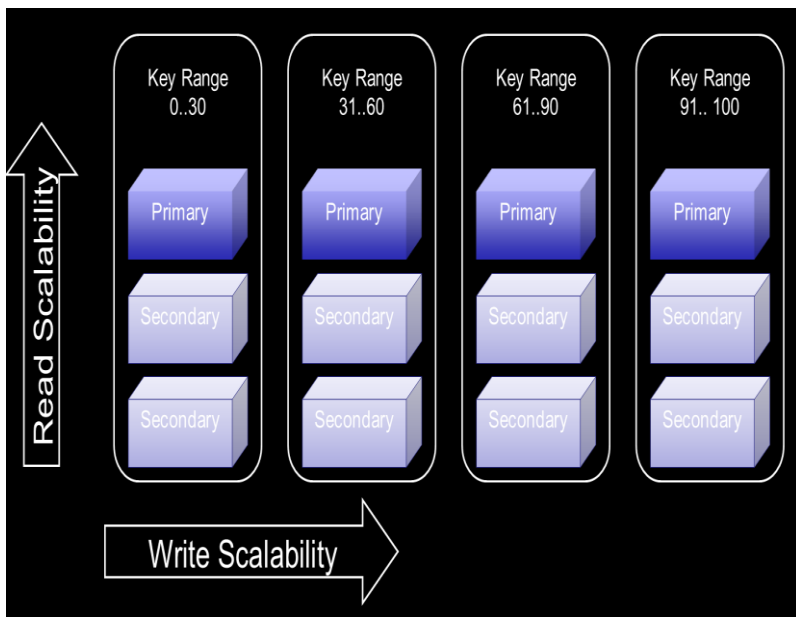 Key Range
0..30
Key Range
31..60
Key Range
61..90
Key Range
91.. 100
Read Scalability
Primary
Primary
Primary
Primary
Secondary
Secondary
Secondary
Secondary
Secondary
Secondary
Secondary
Secondary
Write Scalability